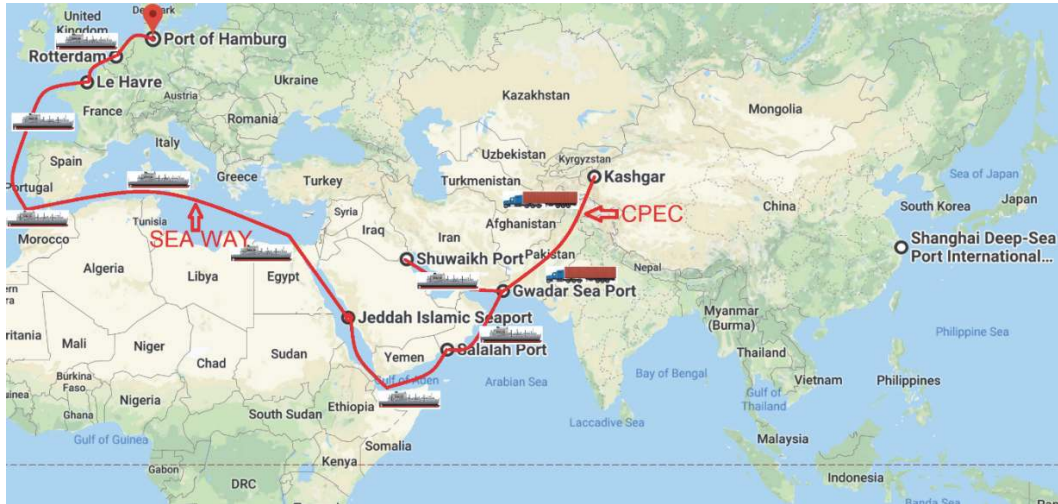 United
Kingdom
Port of Hamburg
Rotterdam
Le Havre
Ukraine
Kazakhstan
Mongolia
France
Austria
Romania
Italy
Spain
Portugal
Greece
Turkey
Uzbekistan
Kyrgyzstan
Turkmenistan
Kashgar
Sea of Japan
China
South Korea
Japan
Tunisia
Syria
Iraq
Iran
Afghanistan
CPEC
Morocco
SEA WAY
Shuwaikh Port
Pakistan
Nepal
Shanghai Deep-Sea
Port International...
Algeria
Libya
Egypt
Gwadar Sea Port
Jeddah Islamic Seaport
Myanmar
(Burma)
Philippine Sea
Mali
Niger
Chad
Sudan
Yemen
Salalah Port
Arabian Sea
Bay of Bengal
Thailand
Vietnam
Philippines
Burkina
Faso
Nigeria
Gulf of Aden
Ethiopia
South Sudan
Ghana
Gulf of
Thailand
Laccadive Sea
Gulf of Guinea
Somalia
Malaysia
Gabon
Kenya
DRC
Indonesia
Banda Sea